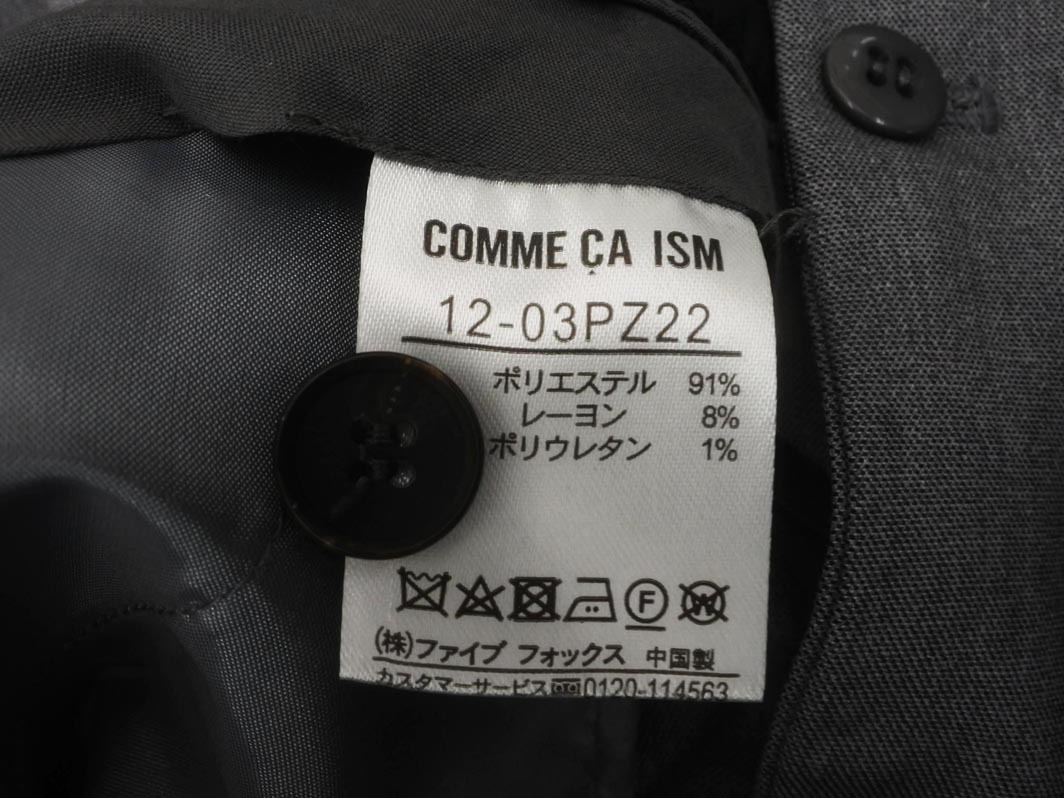 COMME ÇA ISM
12-03PZ22
ポリエステル 91%
レーヨン 8%
ポリウレタン 1%
F W
(株)ファイブ フォックス 中国製
カスタマーサービス 0120-114563